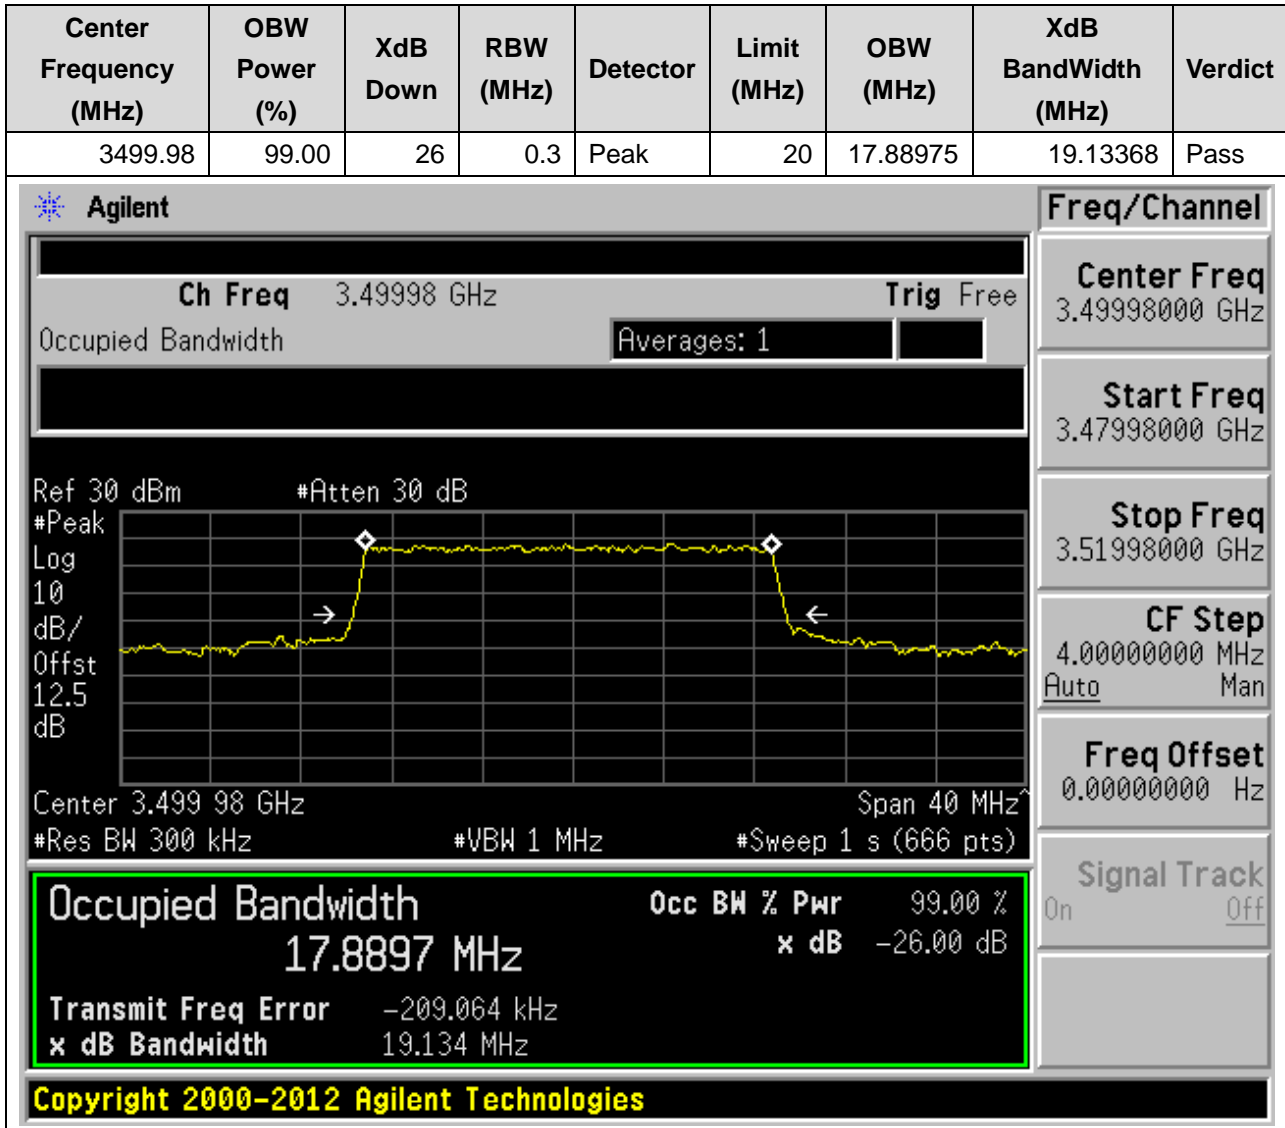 Center Frequency (MHz) OBW Power (%) XdB Down RBW (MHz) Detector Limit (MHz) OBW (MHz) XdB BandWidth (MHz) Verdict
3499.98 99.00 26 0.3 Peak 20 17.88975 19.13368 Pass
Agilent
Freq/Channel
Ch Freq 3.49998 GHz Trig Free
Occupied Bandwidth Averages: 1
Center Freq
3.49998000 GHz
Start Freq
3.47998000 GHz
Stop Freq
3.51998000 GHz
CF Step
4.00000000 MHz
Auto Man
Freq Offset
0.00000000 Hz
Signal Track
On Off
Ref 30 dBm #Atten 30 dB
#Peak
Log
10
dB/
Offst
12.5
dB
Center 3.499 98 GHz Span 40 MHz^
#Res BW 300 kHz #VBW 1 MHz #Sweep 1 s (666 pts)
Occupied Bandwidth
17.8897 MHz
Occ BW % Pwr 99.00 %
x dB -26.00 dB
Transmit Freq Error -209.064 kHz
x dB Bandwidth 19.134 MHz
Copyright 2000-2012 Agilent Technologies